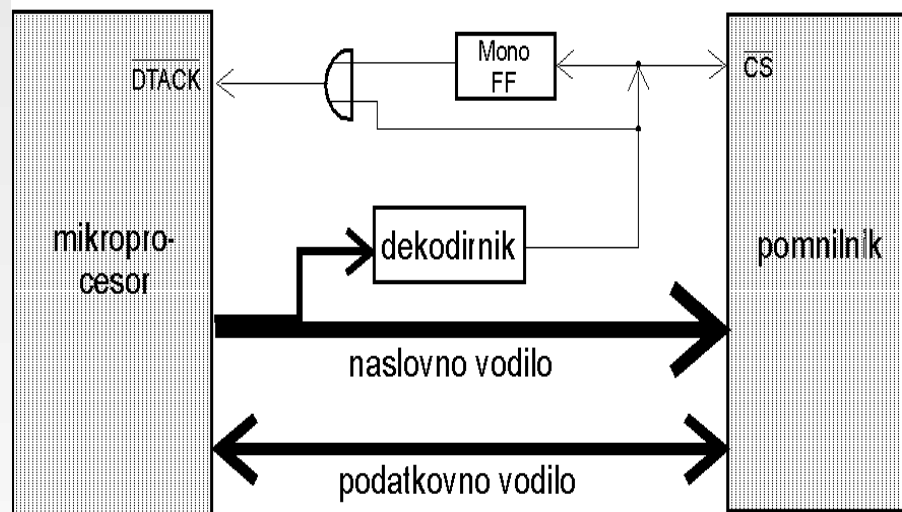 Mono
FF
DTACK
CS
mikropro-
cesor
dekodirnik
pomnilnik
naslovno vodilo
podatkovno vodilo